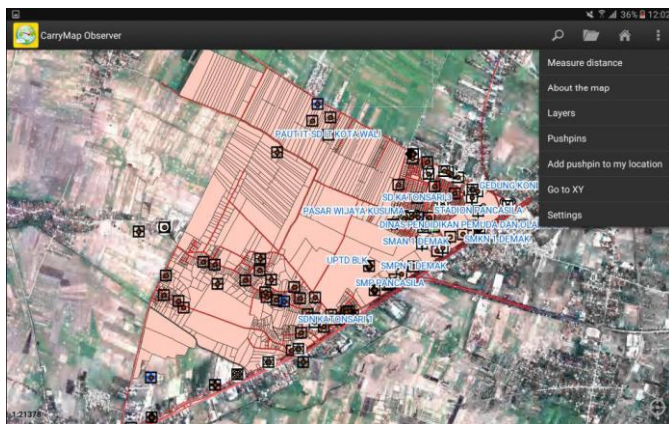 36% 12:02
CarryMap Observer
Measure distance
About the map
Layers
Pushpins
Add pushpin to my location
Go to XY
Settings
PAUT IT-SD IT KOTA WALI
SD KATONSARI 3
GEDUNG KONI
PASAR WIJAYA KUSUMA
STADION PANCASILA
DINAS PENDIDIKAN PEMUDA DAN OLA
SMAN 1 DEMAK
SMKN 1 DEMAK
UPTD BLK
SMPN 1 DEMAK
SMP PANCASILA
SDN KATONSARI 1
1:21378